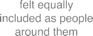 felt equally
included as people
around them